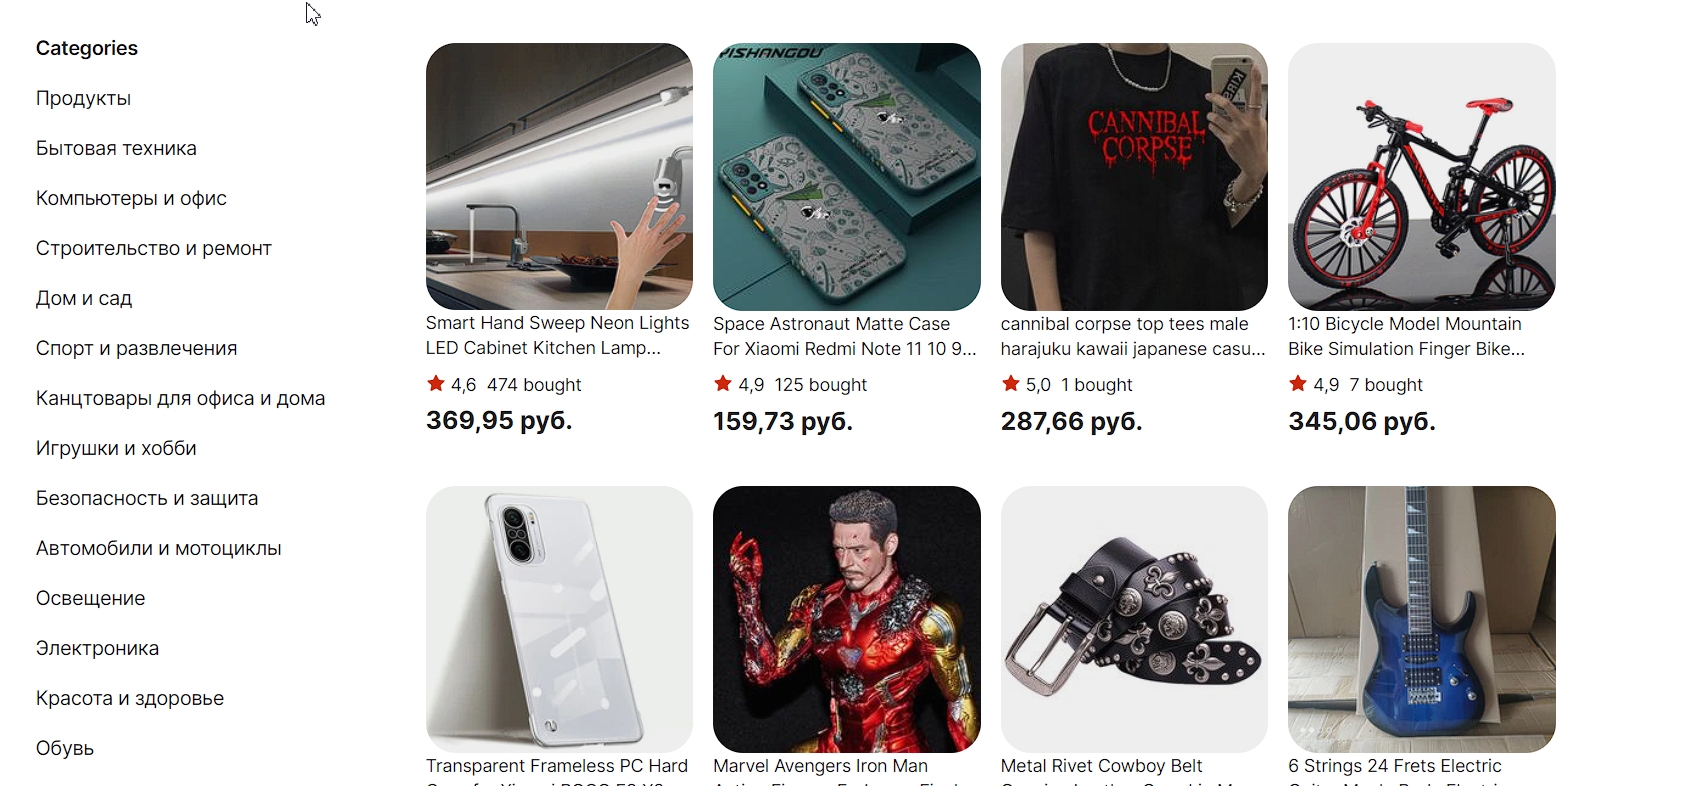 Categories
Продукты
Бытовая техника
Компьютеры и офис
Строительство и ремонт
Дом и сад
Спорт и развлечения
Канцтовары для офиса и дома
Игрушки и хобби
Безопасность и защита
Автомобили и мотоциклы
Освещение
Электроника
Красота и здоровье
Обувь
Smart Hand Sweep Neon Lights
LED Cabinet Kitchen Lamp...
4,6 474 bought
369,95 руб.
YISHANGOU
Space Astronaut Matte Case
For Xiaomi Redmi Note 11 10 9...
4,9 125 bought
159,73 руб.
CANNIBAL
CORPSE
cannibal corpse top tees male
harajuku kawaii japanese casu...
5,0 1 bought
287,66 руб.
1:10 Bicycle Model Mountain
Bike Simulation Finger Bike...
4,9 7 bought
345,06 руб.
Transparent Frameless PC Hard
Marvel Avengers Iron Man
Metal Rivet Cowboy Belt
6 Strings 24 Frets Electric